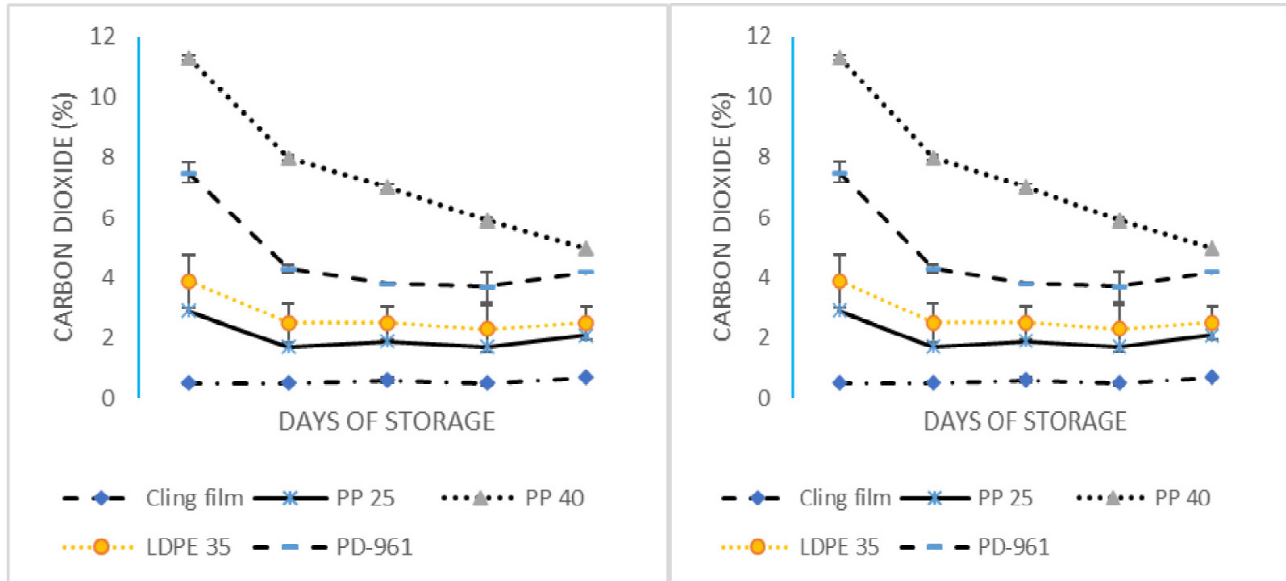 12
10
8
6
4
2
0
CARBON DIOXIDE (%)
DAYS OF STORAGE
Cling film PP 25 PP 40
LDPE 35 PD-961
12
10
8
6
4
2
0
CARBON DIOXIDE (%)
DAYS OF STORAGE
Cling film PP 25 PP 40
LDPE 35 PD-961